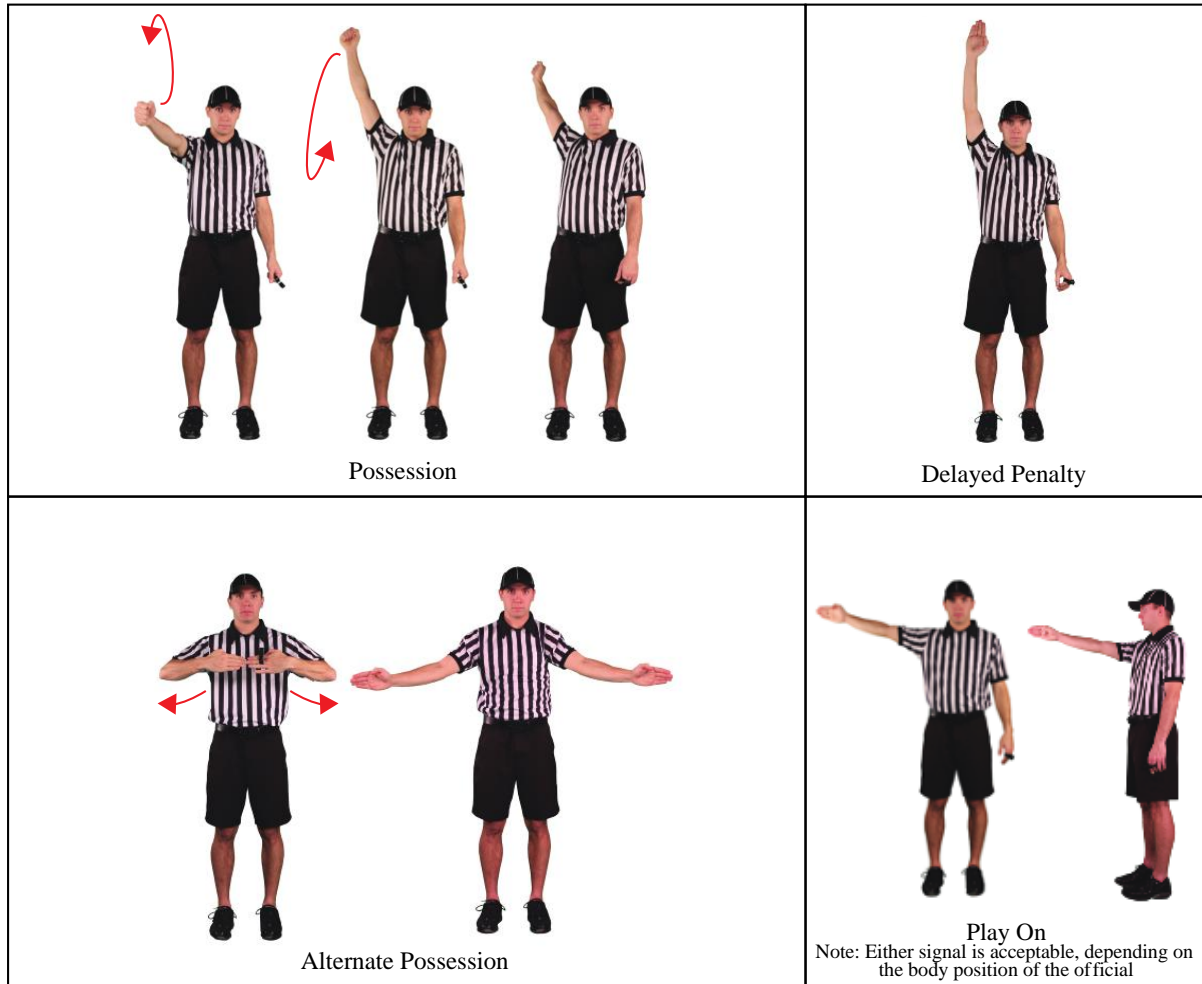 Possession
Delayed Penalty
Alternate Possession
Play On
Note: Either signal is acceptable, depending on
the body position of the official